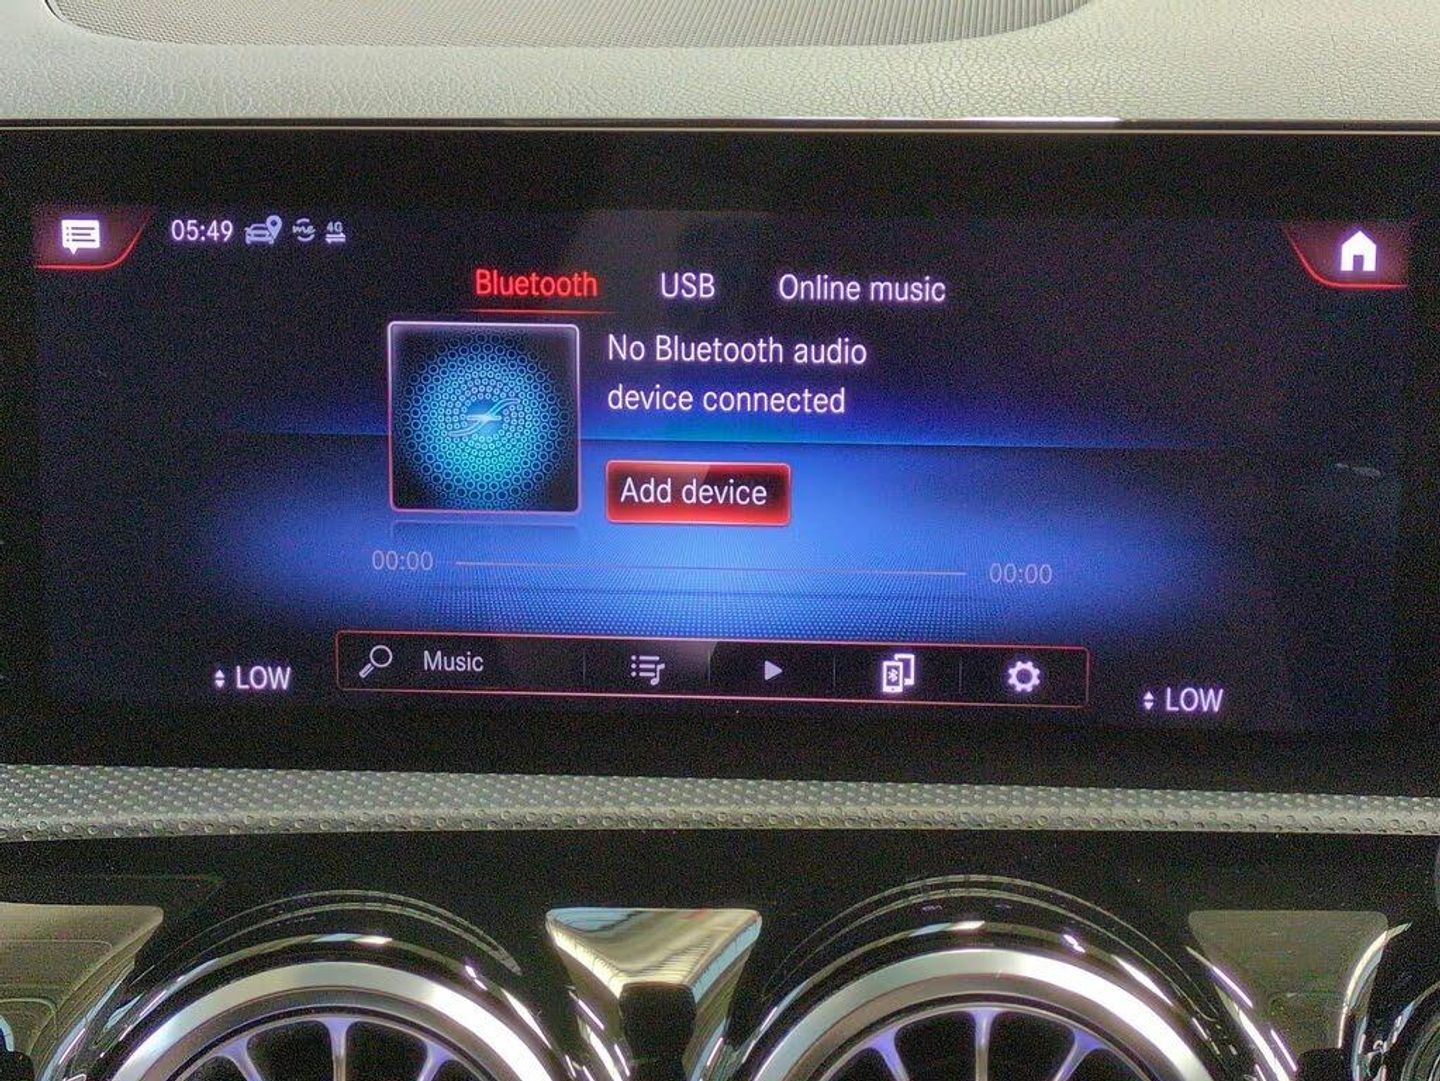 05:49 me 4G
Bluetooth USB Online music
No Bluetooth audio
device connected
Add device
00:00 00:00
Music
LOW LOW